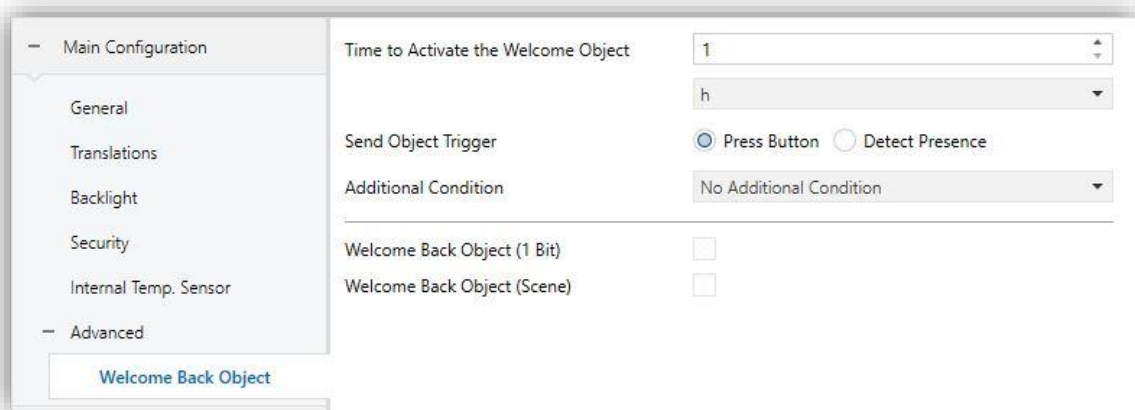 Main Configuration
General
Translations
Backlight
Security
Internal Temp. Sensor
Advanced
Welcome Back Object
Time to Activate the Welcome Object 1
h
Send Object Trigger Press Button Detect Presence
Additional Condition No Additional Condition
Welcome Back Object (1 Bit)
Welcome Back Object (Scene)